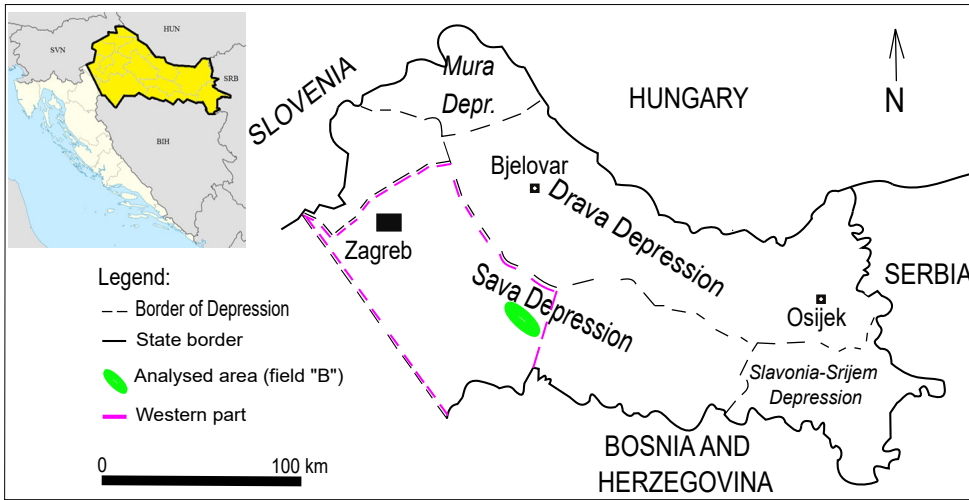 HUN
SVN
SRB
BIH
SLOVENIA
Mura
Depr.
HUNGARY
N
Bjelovar
Drava Depression
Zagreb
Sava Depression
SERBIA
Osijek
Slavonia-Srijem
Depression
BOSNIA AND
HERZEGOVINA
Legend:
Border of Depression
State border
Analysed area (field "B")
Western part
0 100 km